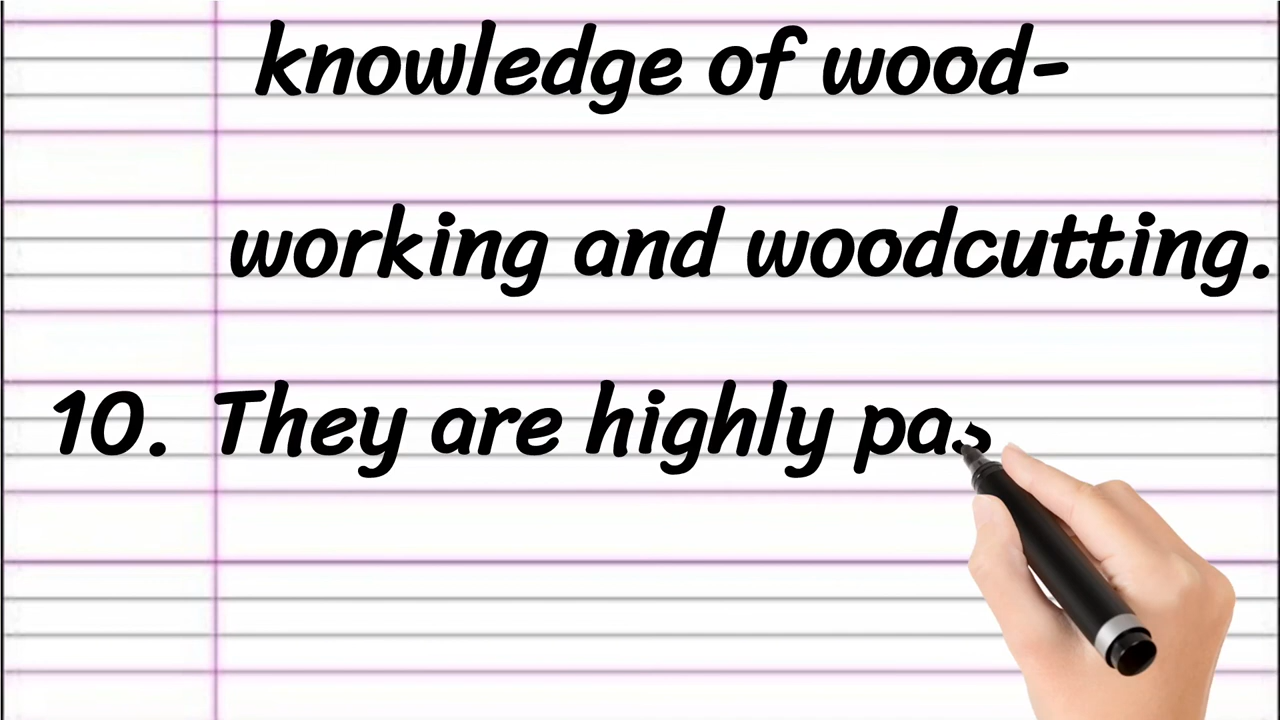 knowledge of wood-
working and woodcutting.
10. They are highly pas